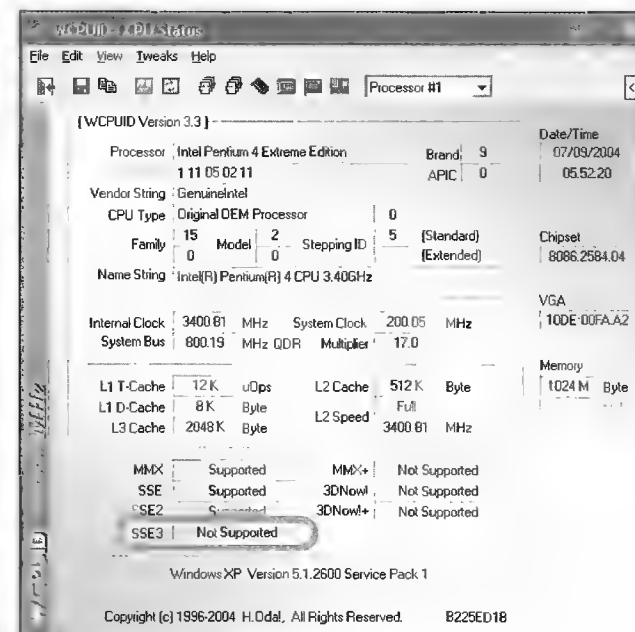 WCPUID - CPU Status
File Edit View Tweaks Help
Processor #1
[ WCPUID Version 3.3 ]
Date/Time
Processor Intel Pentium 4 Extreme Edition Brand 9 07/09/2004
1 11 05 02 11 APIC 0 05.52.20
Vendor String GenuineIntel
CPU Type Original OEM Processor 0
Family 15 Model 2 Stepping ID 5 (Standard) Chipset
0 0 (Extended) 8086.2584.04
Name String Intel(R) Pentium(R) 4 CPU 3.40GHz
VGA
Internal Clock 3400.81 MHz System Clock 200.05 MHz 10DE-00FA.A2
System Bus 800.19 MHz QDR Multiplier 17.0
Memory
L1 T-Cache 12 K uOps L2 Cache 512 K Byte 1024 M Byte
L1 D-Cache 8 K Byte L2 Speed Full
L3 Cache 2048 K Byte 3400.81 MHz
MMX Supported MMX+ Not Supported
SSE Supported 3DNow! Not Supported
SSE2 Supported 3DNow!+ Not Supported
SSE3 Not Supported
Windows XP Version 5.1.2600 Service Pack 1
Copyright (c) 1996-2004 H.Oda!, All Rights Reserved. B225ED18